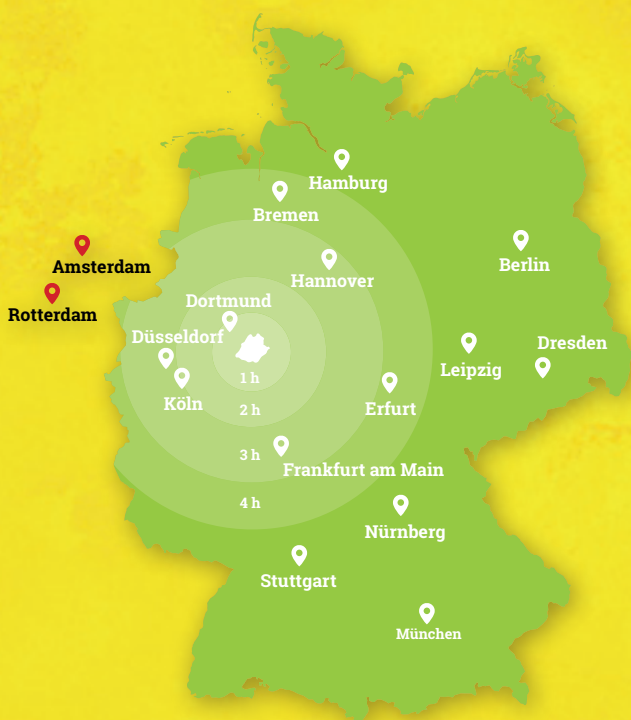 Hamburg
Bremen
Berlin
Amsterdam
Hannover
Dortmund
Rotterdam
Düsseldorf
Dresden
Leipzig
1 h
Köln
2 h
Erfurt
3 h
Frankfurt am Main
4 h
Nürnberg
Stuttgart
München